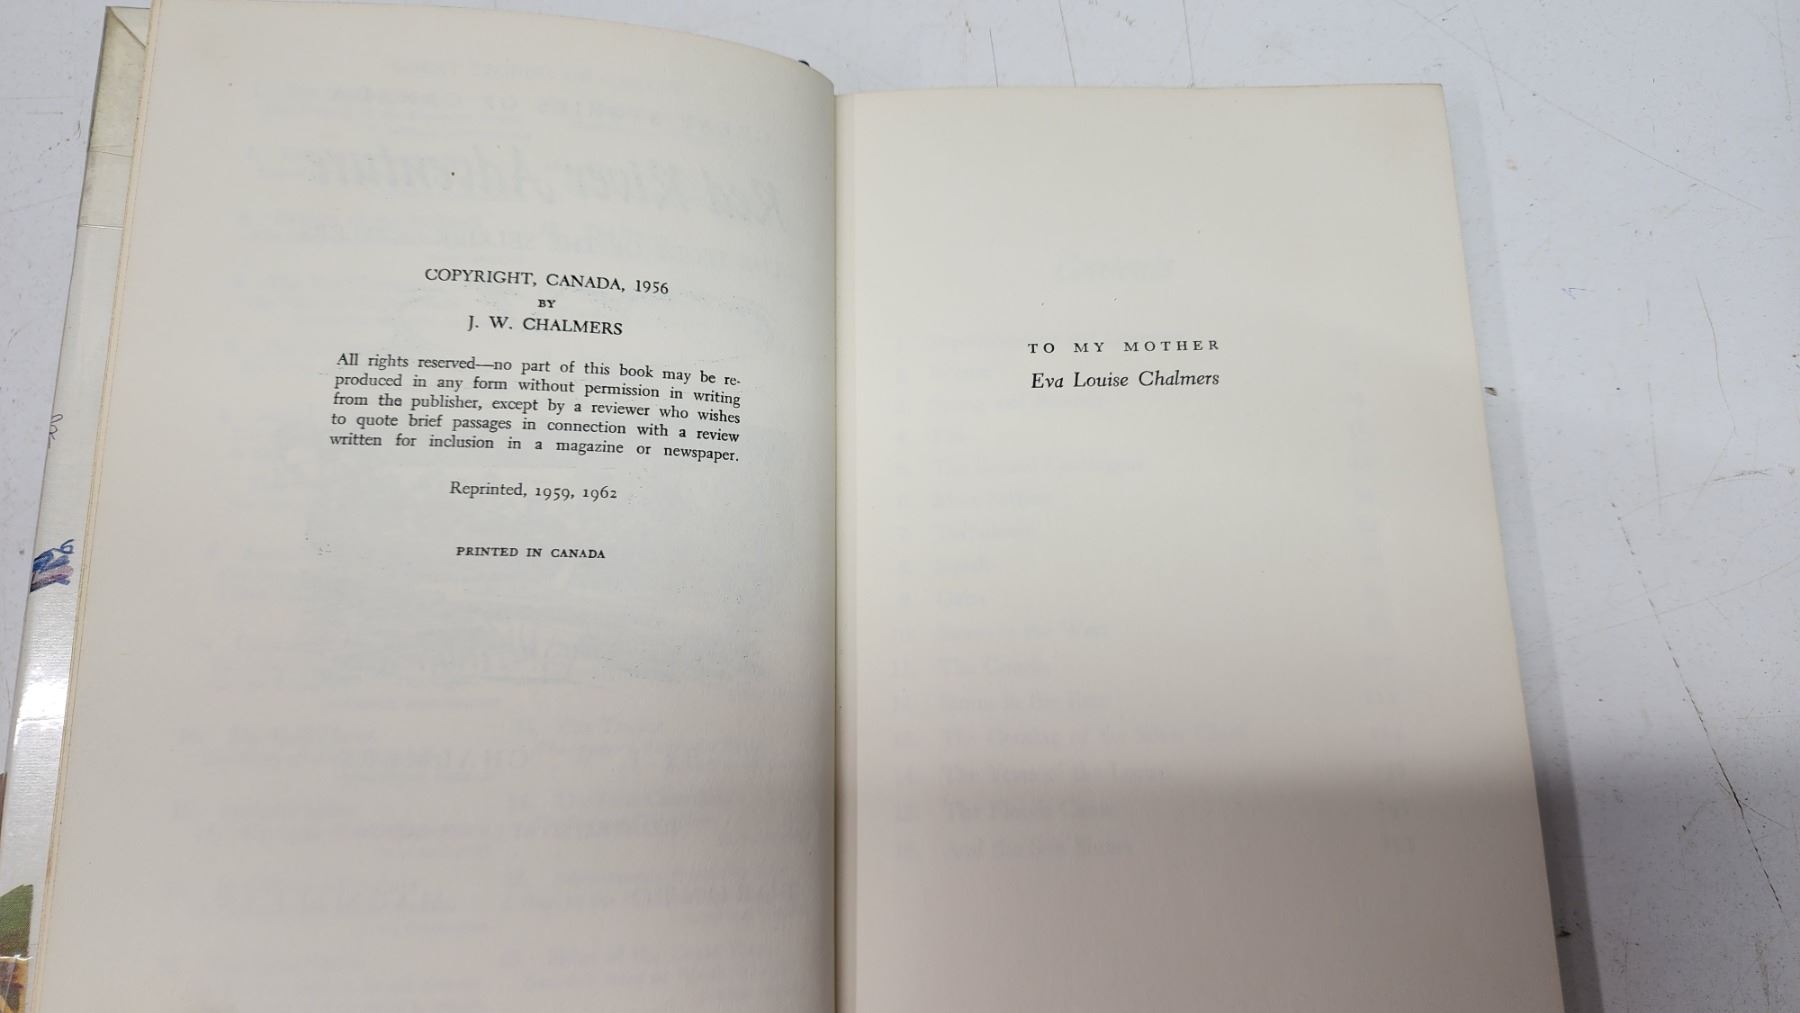 COPYRIGHT, CANADA, 1956
BY
J. W. CHALMERS
All rights reserved—no part of this book may be re-
produced in any form without permission in writing
from the publisher, except by a reviewer who wishes
to quote brief passages in connection with a review
written for inclusion in a magazine or newspaper.
Reprinted, 1959, 1962
PRINTED IN CANADA
TO MY MOTHER
Eva Louise Chalmers